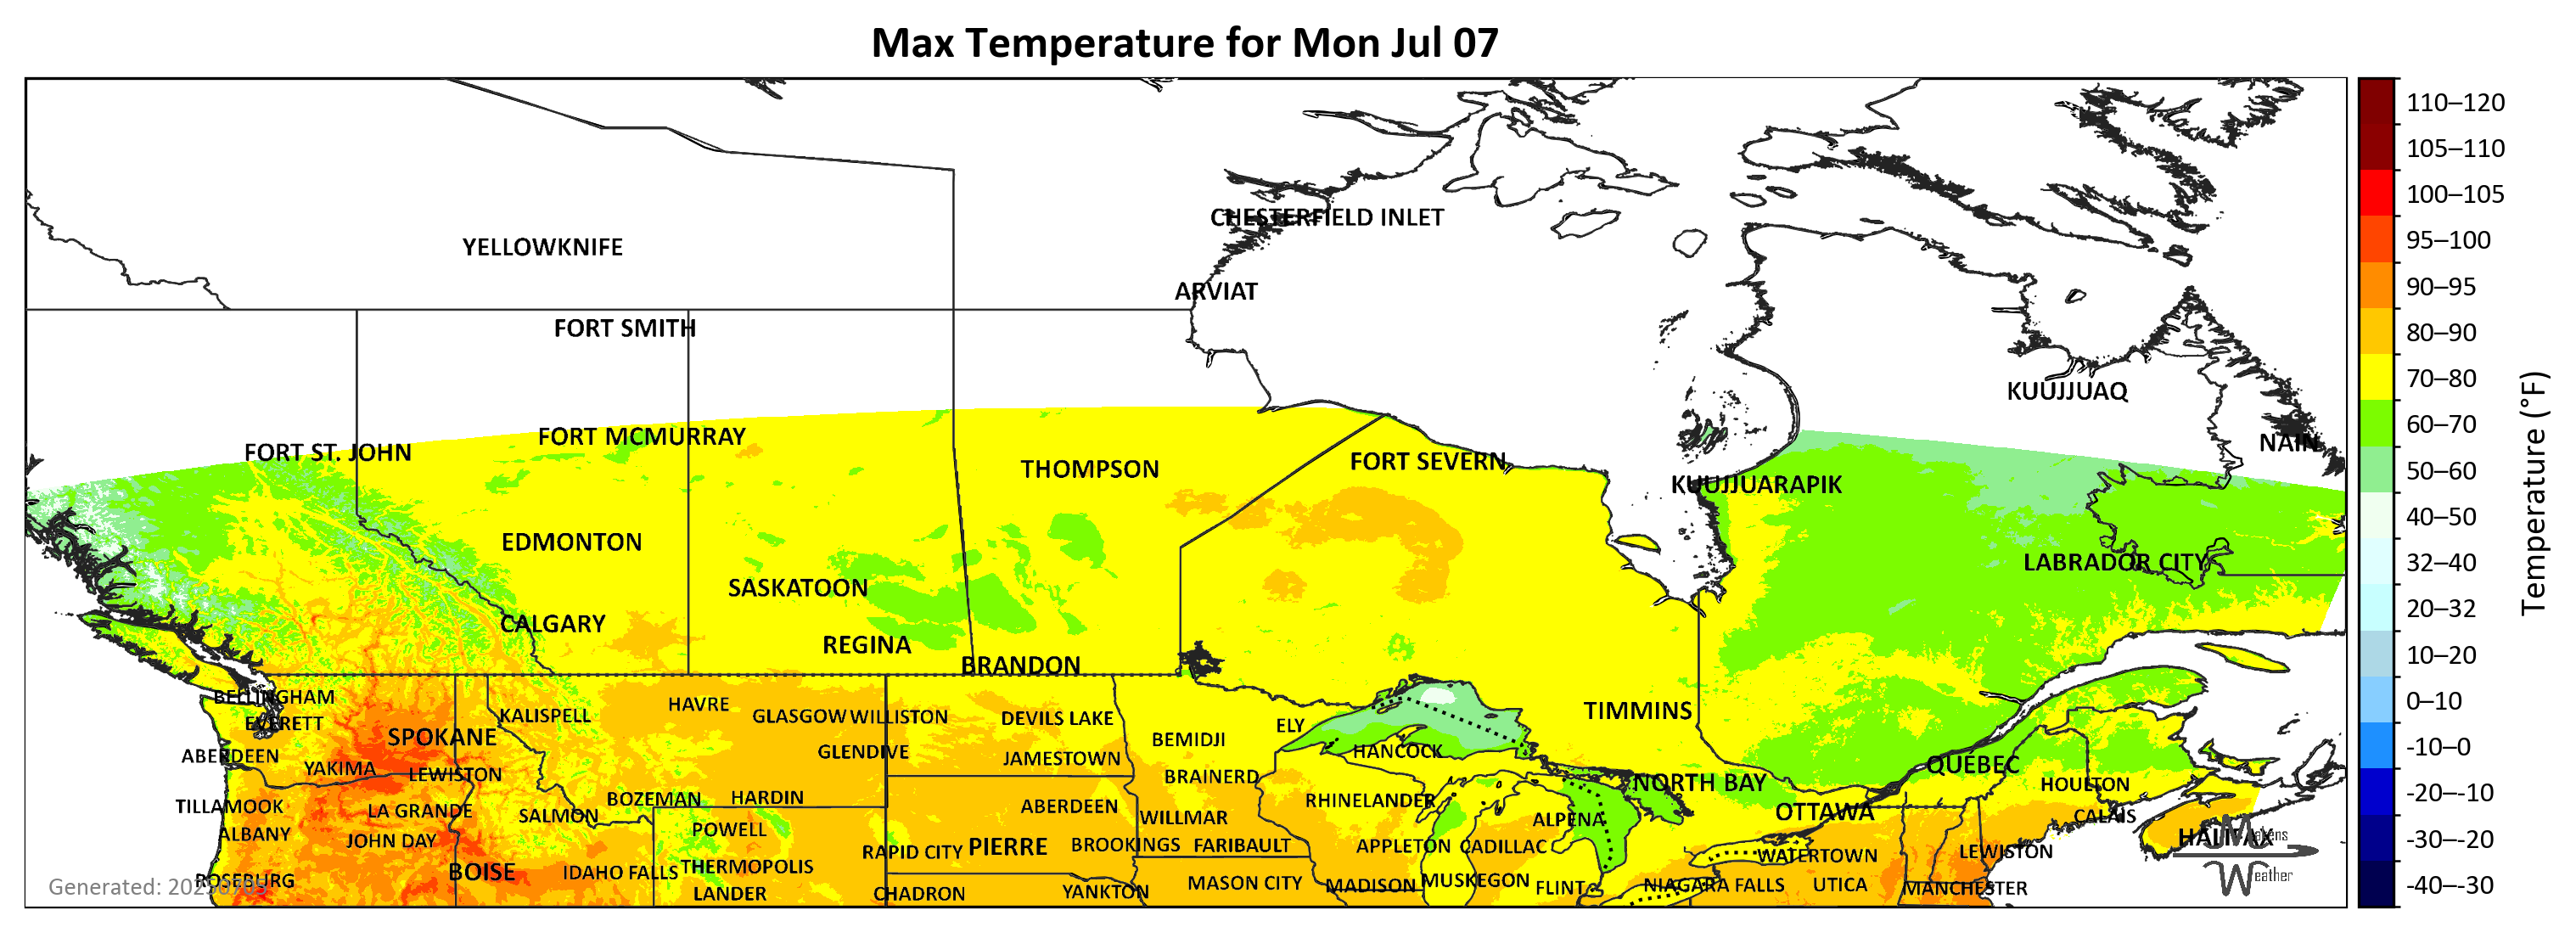 Max Temperature for Mon Jul 07
110–120
105–110
CHESTERFIELD INLET
100–105
YELLOWKNIFE
95–100
ARVIAT
90–95
FORT SMITH
80–90
KUUJJUAQ
70–80
FORT MCMURRAY
60–70
FORT ST. JOHN
NAIN
THOMPSON
FORT SEVERN
50–60
KUUJJUARAPIK
40–50
EDMONTON
LABRADOR CITY
32–40
SASKATOON
20–32
CALGARY
REGINA
BRANDON
10–20
Temperature (°F)
BELLINGHAM
HAVRE
0–10
KALISPELL
GLASGOW
WILLISTON
DEVILS LAKE
TIMMINS
EVERETT
ELY
SPOKANE
BEMIDJI
-10–0
ABERDEEN
GLENDIVE
JAMESTOWN
HANCOCK
QUÉBEC
YAKIMA
LEWISTON
BRAINERD
NORTH BAY
HOULTON
-20–-10
BOZEMAN
HARDIN
RHINELANDER
TILLAMOOK
LA GRANDE
SALMON
ABERDEEN
WILLMAR
ALPENA
OTTAWA
CALAIS
ALBANY
JOHN DAY
POWELL
HALIFAX
Makens
Weather
-30–-20
RAPID CITY
PIERRE
BROOKINGS
FARIBAULT
APPLETON
CADILLAC
WATERTOWN
LEWISTON
BOISE
IDAHO FALLS
THERMOPOLIS
ROSEBURG
MASON CITY
MADISON
MUSKEGON
FLINT
NIAGARA FALLS
UTICA
MANCHESTER
-40–-30
LANDER
CHADRON
YANKTON
Generated: